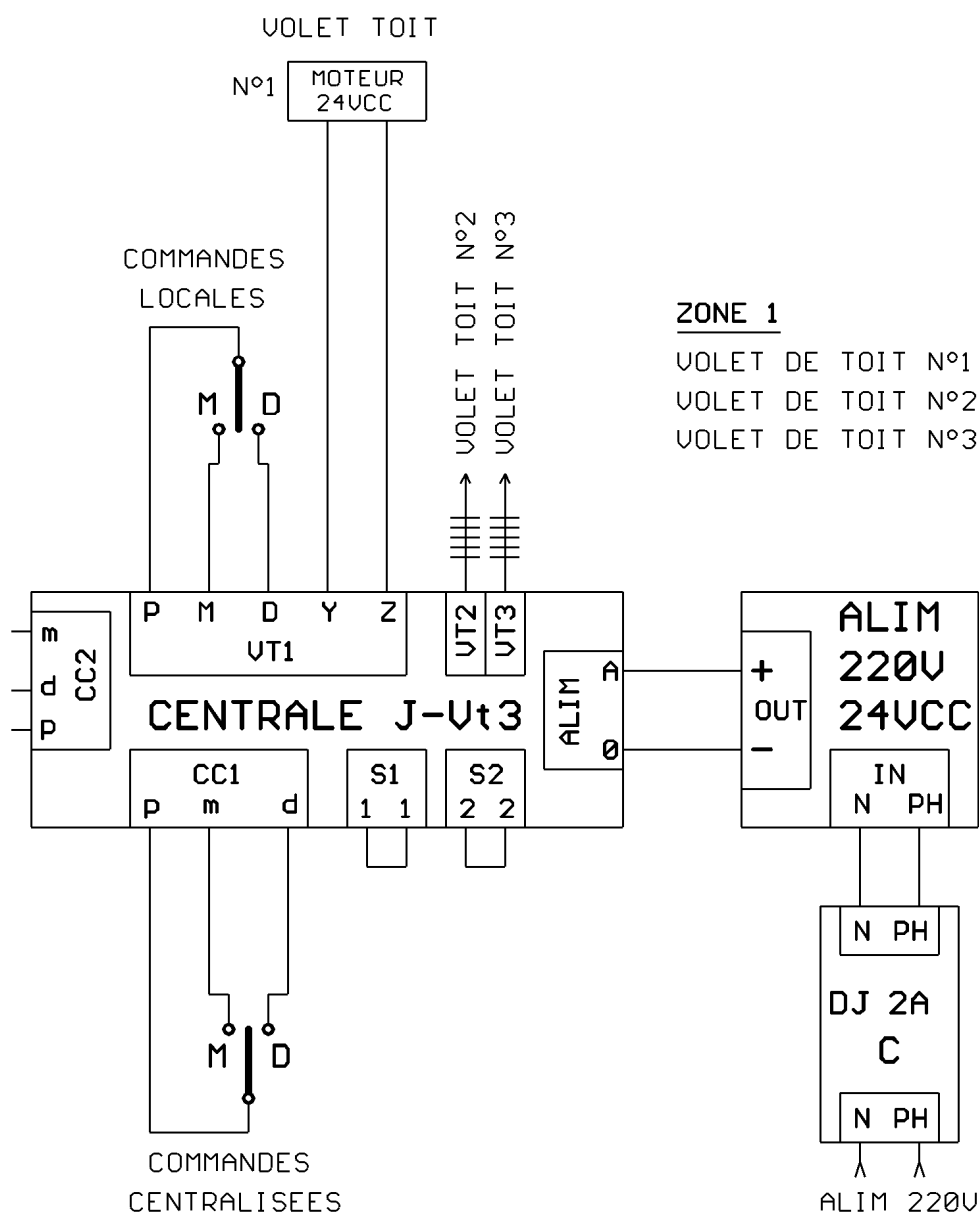 VOLET TOIT
N°1
MOTEUR
24VCC
COMMANDES
LOCALES
M D
VOLET TOIT N°2
VOLET TOIT N°3
ZONE 1
VOLET DE TOIT N°1
VOLET DE TOIT N°2
VOLET DE TOIT N°3
P M D Y Z
VT1
VT2
VT3
m
d
p
CC2
CENTRALE J-Vt3
A
0
ALIM
CC1
p m d
S1
1 1
S2
2 2
+
OUT
-
ALIM
220V
24VCC
IN
N PH
N PH
DJ 2A
C
N PH
ALIM 220V
M D
COMMANDES
CENTRALISEES